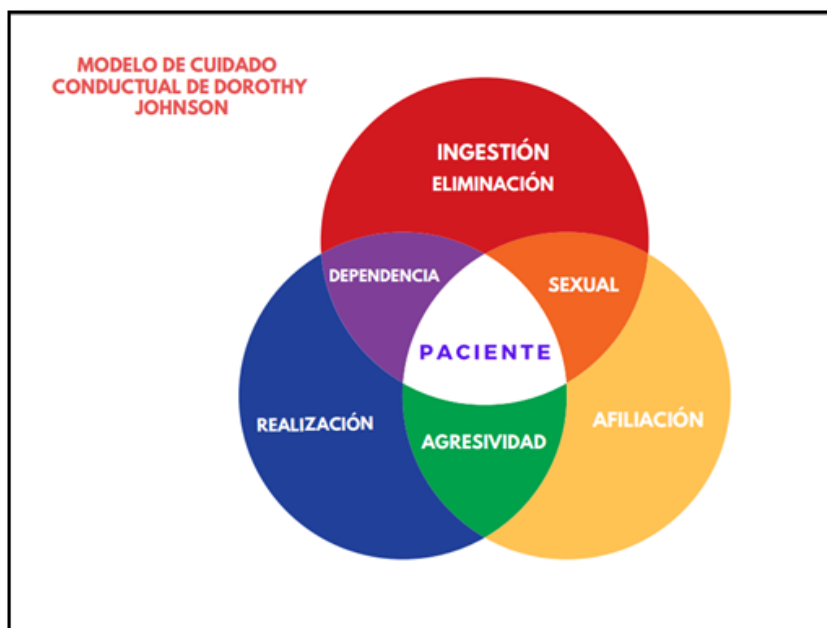 MODELO DE CUIDADO
CONDUCTUAL DE DOROTHY
JOHNSON
INGESTIÓN
ELIMINACIÓN
DEPENDENCIA
SEXUAL
PACIENTE
REALIZACIÓN
AGRESIVIDAD
AFILIACIÓN